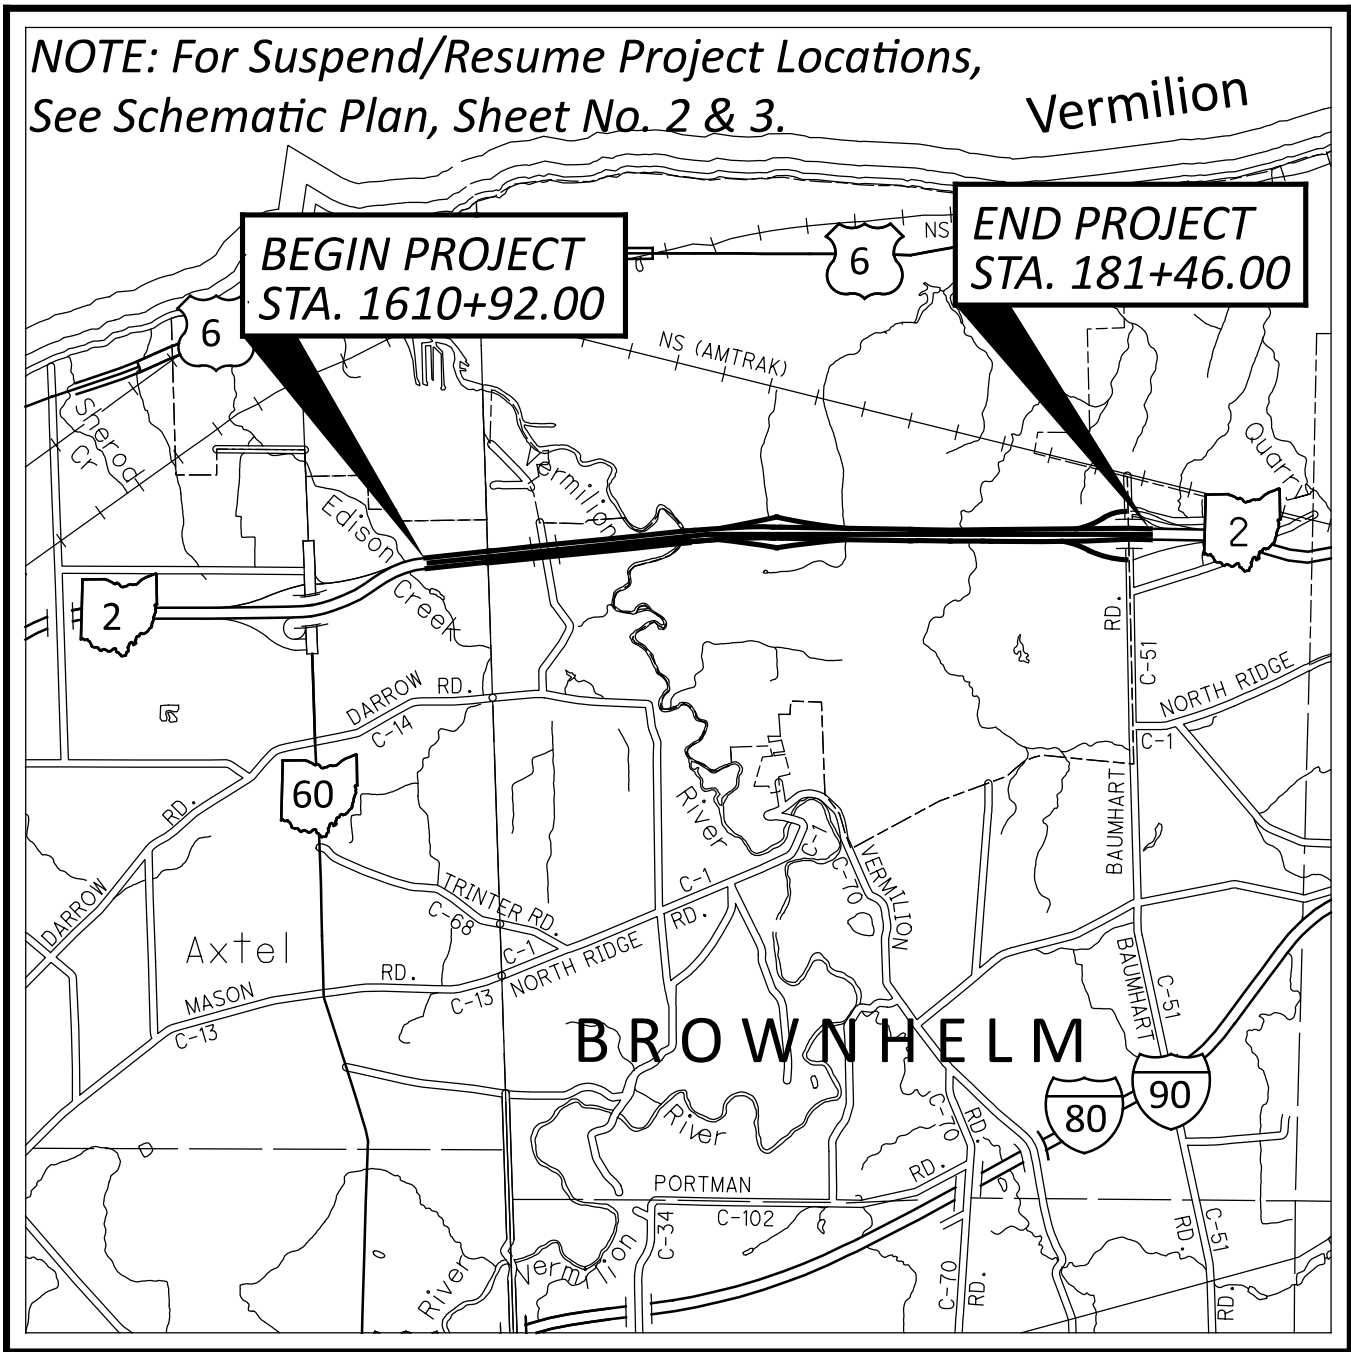 NOTE: For Suspend/Resume Project Locations,
See Schematic Plan, Sheet No. 2 & 3.
Vermilion
BEGIN PROJECT
STA. 1610+92.00
END PROJECT
STA. 181+46.00
NS
6
6
NS (AMTRAK)
Sherod
Cr
Quarry
Edison
Creek
ermilion
2
2
RD.
C-51
NORTH RIDGE
C-1
DARROW RD.
C-14
60
RD.
DARROW
River
C-1
C-70
VERMILION
BAUMHART
TRINTER RD.
C-68
C-1
RD.
C-1
NORTH RIDGE
Axtel
MASON RD.
C-13
C-13
BAUMHART
C-51
BROWNHELM
80
90
River
C-70
RD.
RD.
PORTMAN
C-102
C-34
Vermilion
River
C-70
RD.
C-51
RD.
RD.